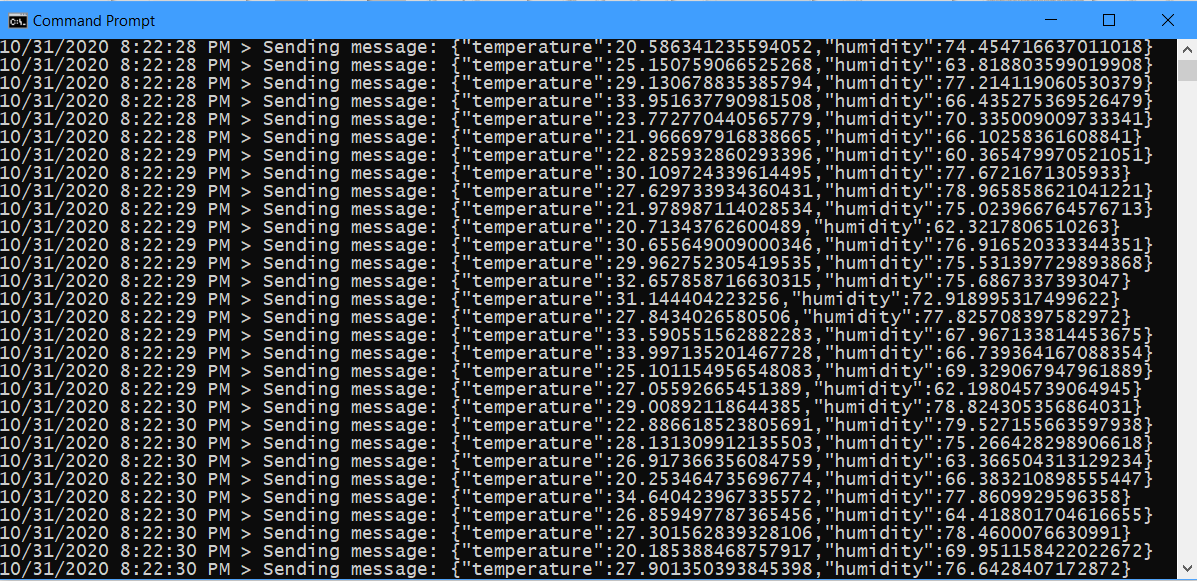 Command Prompt
10/31/2020 8:22:28 PM > Sending message: {"temperature":20.586341235594052,"humidity":74.454716637011018}
10/31/2020 8:22:28 PM > Sending message: {"temperature":25.150759066525268,"humidity":63.818803599019908}
10/31/2020 8:22:28 PM > Sending message: {"temperature":29.130678835385794,"humidity":77.214119060530379}
10/31/2020 8:22:28 PM > Sending message: {"temperature":33.951637790981508,"humidity":66.435275369526479}
10/31/2020 8:22:28 PM > Sending message: {"temperature":23.772770440565779,"humidity":70.335009009733341}
10/31/2020 8:22:28 PM > Sending message: {"temperature":21.966697916838665,"humidity":66.10258361608841}
10/31/2020 8:22:29 PM > Sending message: {"temperature":22.825932860293396,"humidity":60.365479970521051}
10/31/2020 8:22:29 PM > Sending message: {"temperature":30.109724339614495,"humidity":77.6721671305933}
10/31/2020 8:22:29 PM > Sending message: {"temperature":27.629733934360431,"humidity":78.965858621041221}
10/31/2020 8:22:29 PM > Sending message: {"temperature":21.978987114028534,"humidity":75.023966764576713}
10/31/2020 8:22:29 PM > Sending message: {"temperature":20.71343762600489,"humidity":62.3217806510263}
10/31/2020 8:22:29 PM > Sending message: {"temperature":30.655649009000346,"humidity":76.916520333344351}
10/31/2020 8:22:29 PM > Sending message: {"temperature":29.962752305419535,"humidity":75.531397729893868}
10/31/2020 8:22:29 PM > Sending message: {"temperature":32.657858716630315,"humidity":75.6867337393047}
10/31/2020 8:22:29 PM > Sending message: {"temperature":31.144404223256,"humidity":72.918995317499622}
10/31/2020 8:22:29 PM > Sending message: {"temperature":27.8434026580506,"humidity":77.825708397582972}
10/31/2020 8:22:29 PM > Sending message: {"temperature":33.590551562882283,"humidity":67.967133814453675}
10/31/2020 8:22:29 PM > Sending message: {"temperature":33.997135201467728,"humidity":66.739364167088354}
10/31/2020 8:22:29 PM > Sending message: {"temperature":25.101154956548083,"humidity":69.329067947961889}
10/31/2020 8:22:29 PM > Sending message: {"temperature":27.05592665451389,"humidity":62.198045739064945}
10/31/2020 8:22:30 PM > Sending message: {"temperature":29.00892118644385,"humidity":78.824305356864031}
10/31/2020 8:22:30 PM > Sending message: {"temperature":22.886618523805691,"humidity":79.527155663597938}
10/31/2020 8:22:30 PM > Sending message: {"temperature":28.131309912135503,"humidity":75.266428298906618}
10/31/2020 8:22:30 PM > Sending message: {"temperature":26.917366356084759,"humidity":63.366504313129234}
10/31/2020 8:22:30 PM > Sending message: {"temperature":20.253464735696774,"humidity":66.383210898555447}
10/31/2020 8:22:30 PM > Sending message: {"temperature":34.640423967335572,"humidity":77.8609929596358}
10/31/2020 8:22:30 PM > Sending message: {"temperature":26.859497787365456,"humidity":64.418801704616655}
10/31/2020 8:22:30 PM > Sending message: {"temperature":27.301562839328106,"humidity":78.4600076630991}
10/31/2020 8:22:30 PM > Sending message: {"temperature":20.185388468757917,"humidity":69.951158422022672}
10/31/2020 8:22:30 PM > Sending message: {"temperature":27.901350393845398,"humidity":76.6428407172872}